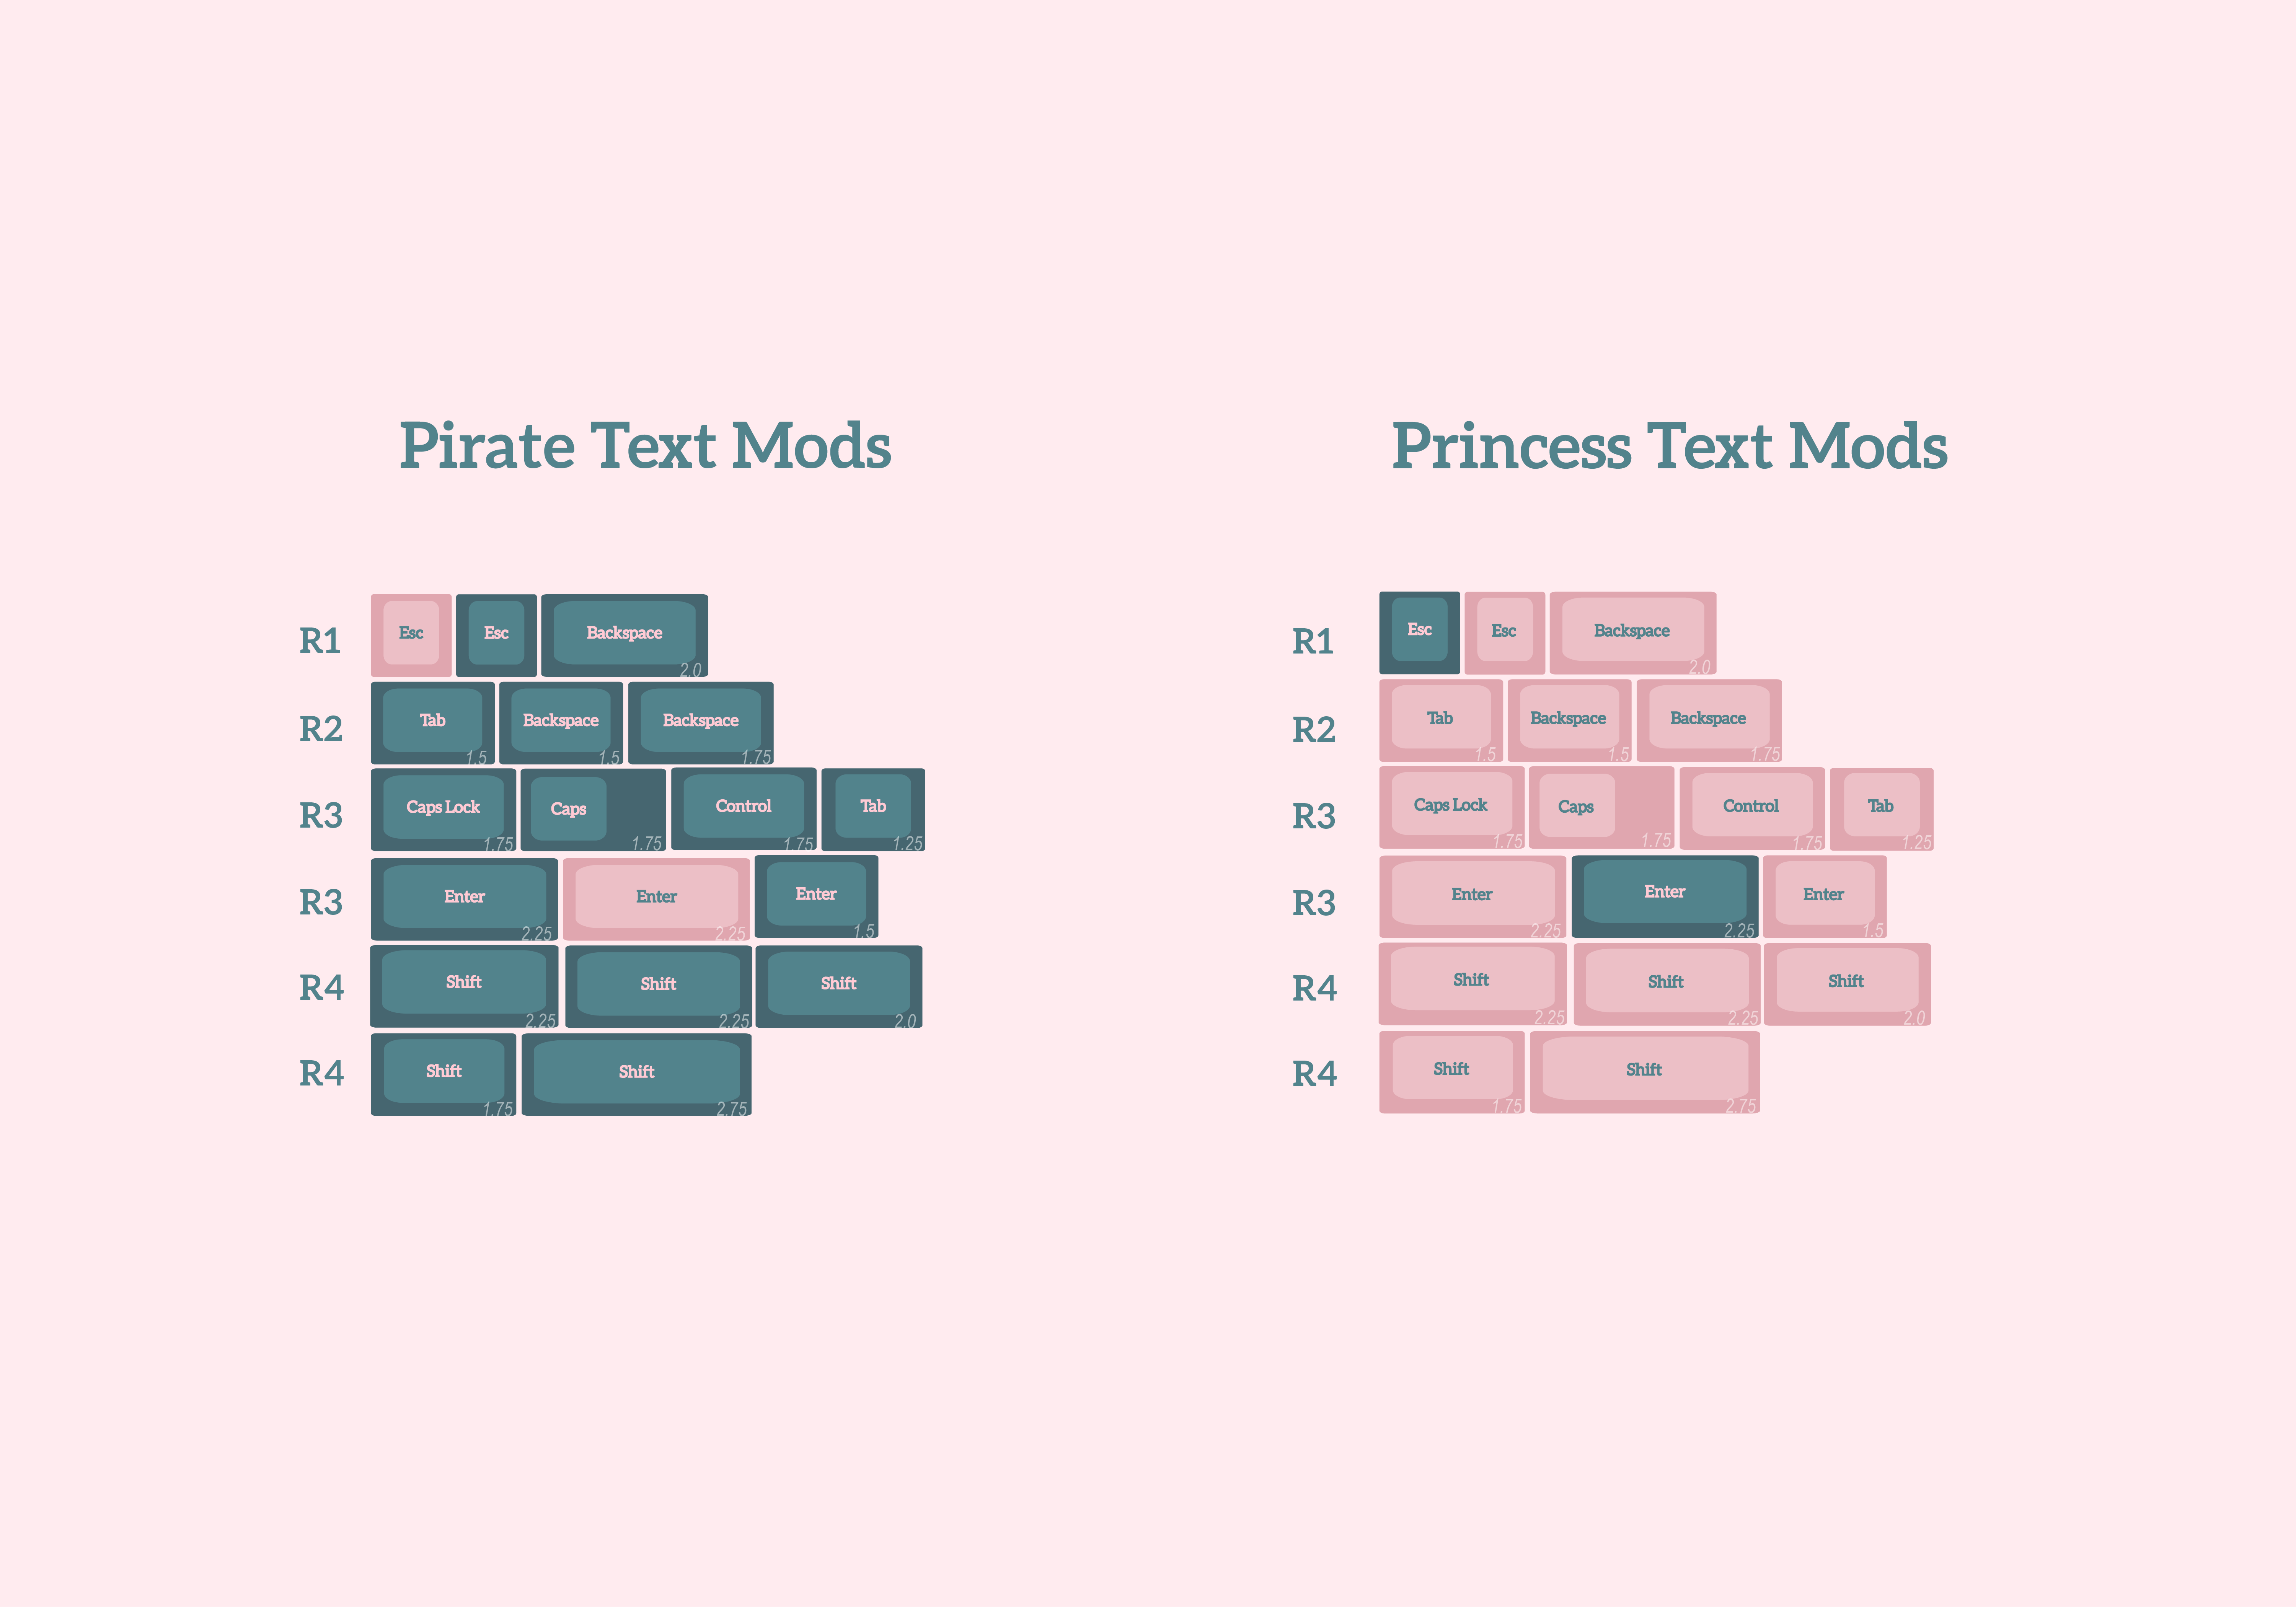 Pirate Text Mods
R1 Esc Esc Backspace 2.0
R2 Tab 1.5 Backspace 1.5 Backspace 1.75
R3 Caps Lock 1.75 Caps 1.75 Control 1.75 Tab 1.25
R3 Enter 2.25 Enter 2.25 Enter 1.5
R4 Shift 2.25 Shift 2.25 Shift 2.0
R4 Shift 1.75 Shift 2.75
Princess Text Mods
R1 Esc Esc Backspace 2.0
R2 Tab 1.5 Backspace 1.5 Backspace 1.75
R3 Caps Lock 1.75 Caps 1.75 Control 1.75 Tab 1.25
R3 Enter 2.25 Enter 2.25 Enter 1.5
R4 Shift 2.25 Shift 2.25 Shift 2.0
R4 Shift 1.75 Shift 2.75